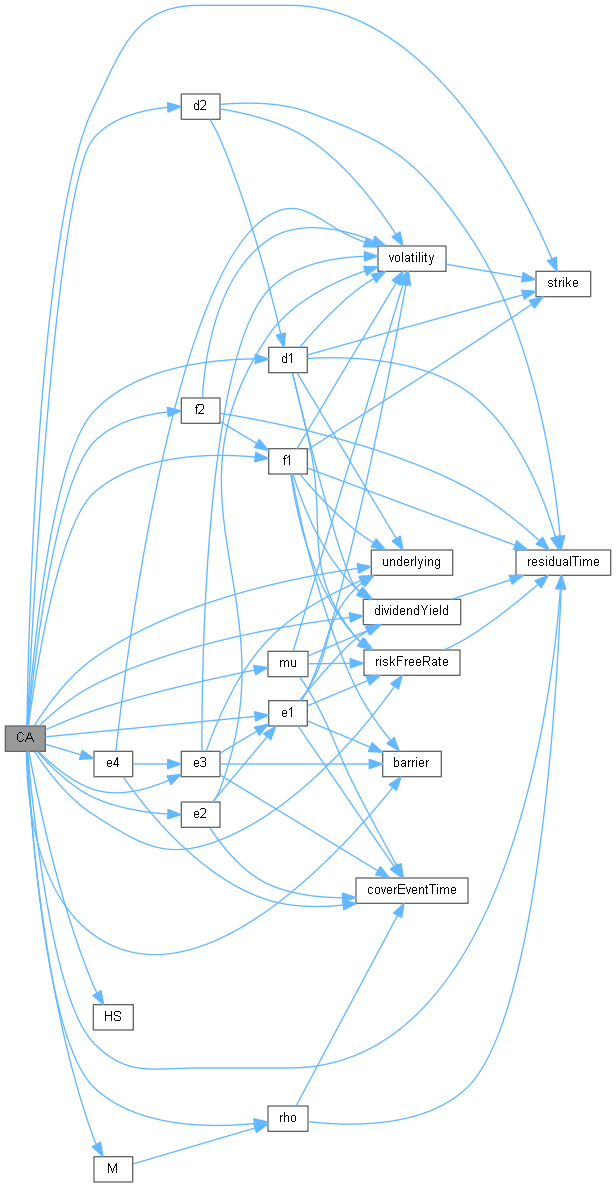 d2
volatility
strike
d1
f2
f1
underlying
residualTime
dividendYield
mu
riskFreeRate
e1
CA
e4
e3
barrier
e2
coverEventTime
HS
rho
M